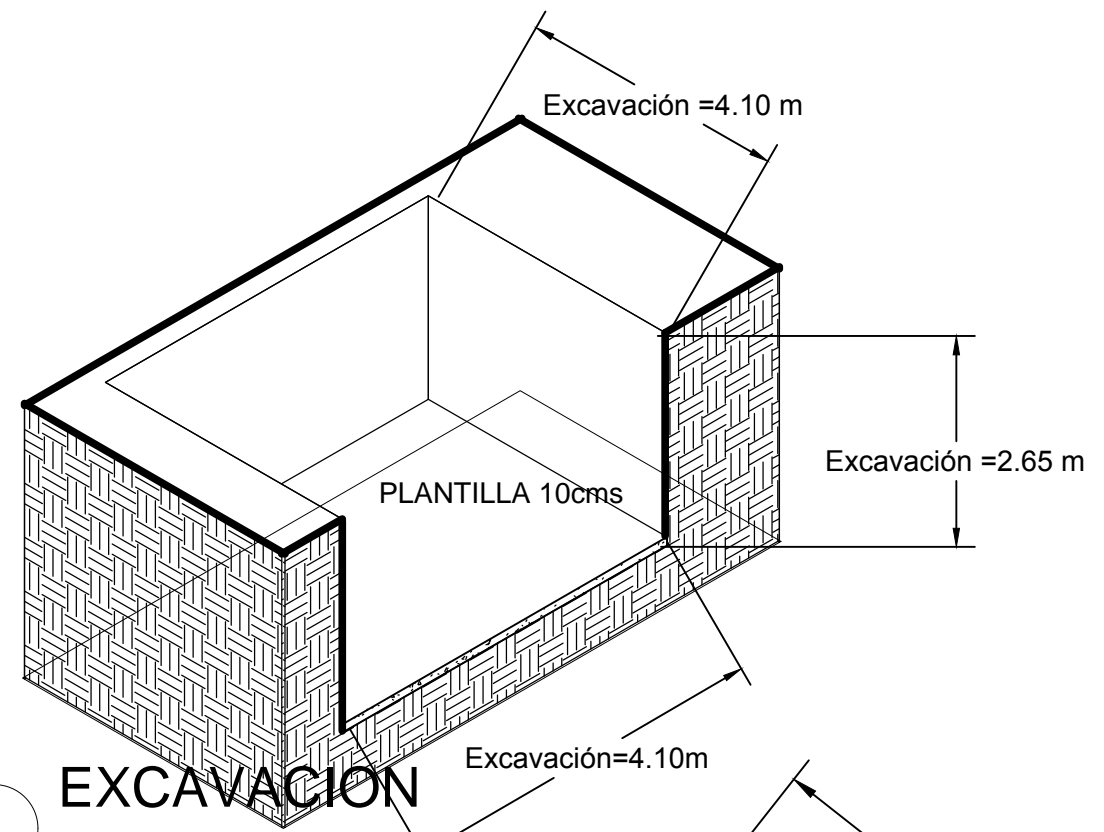 Excavación =4.10 m
Excavación =2.65 m
PLANTILLA 10cms
Excavación=4.10m
EXCAVACION